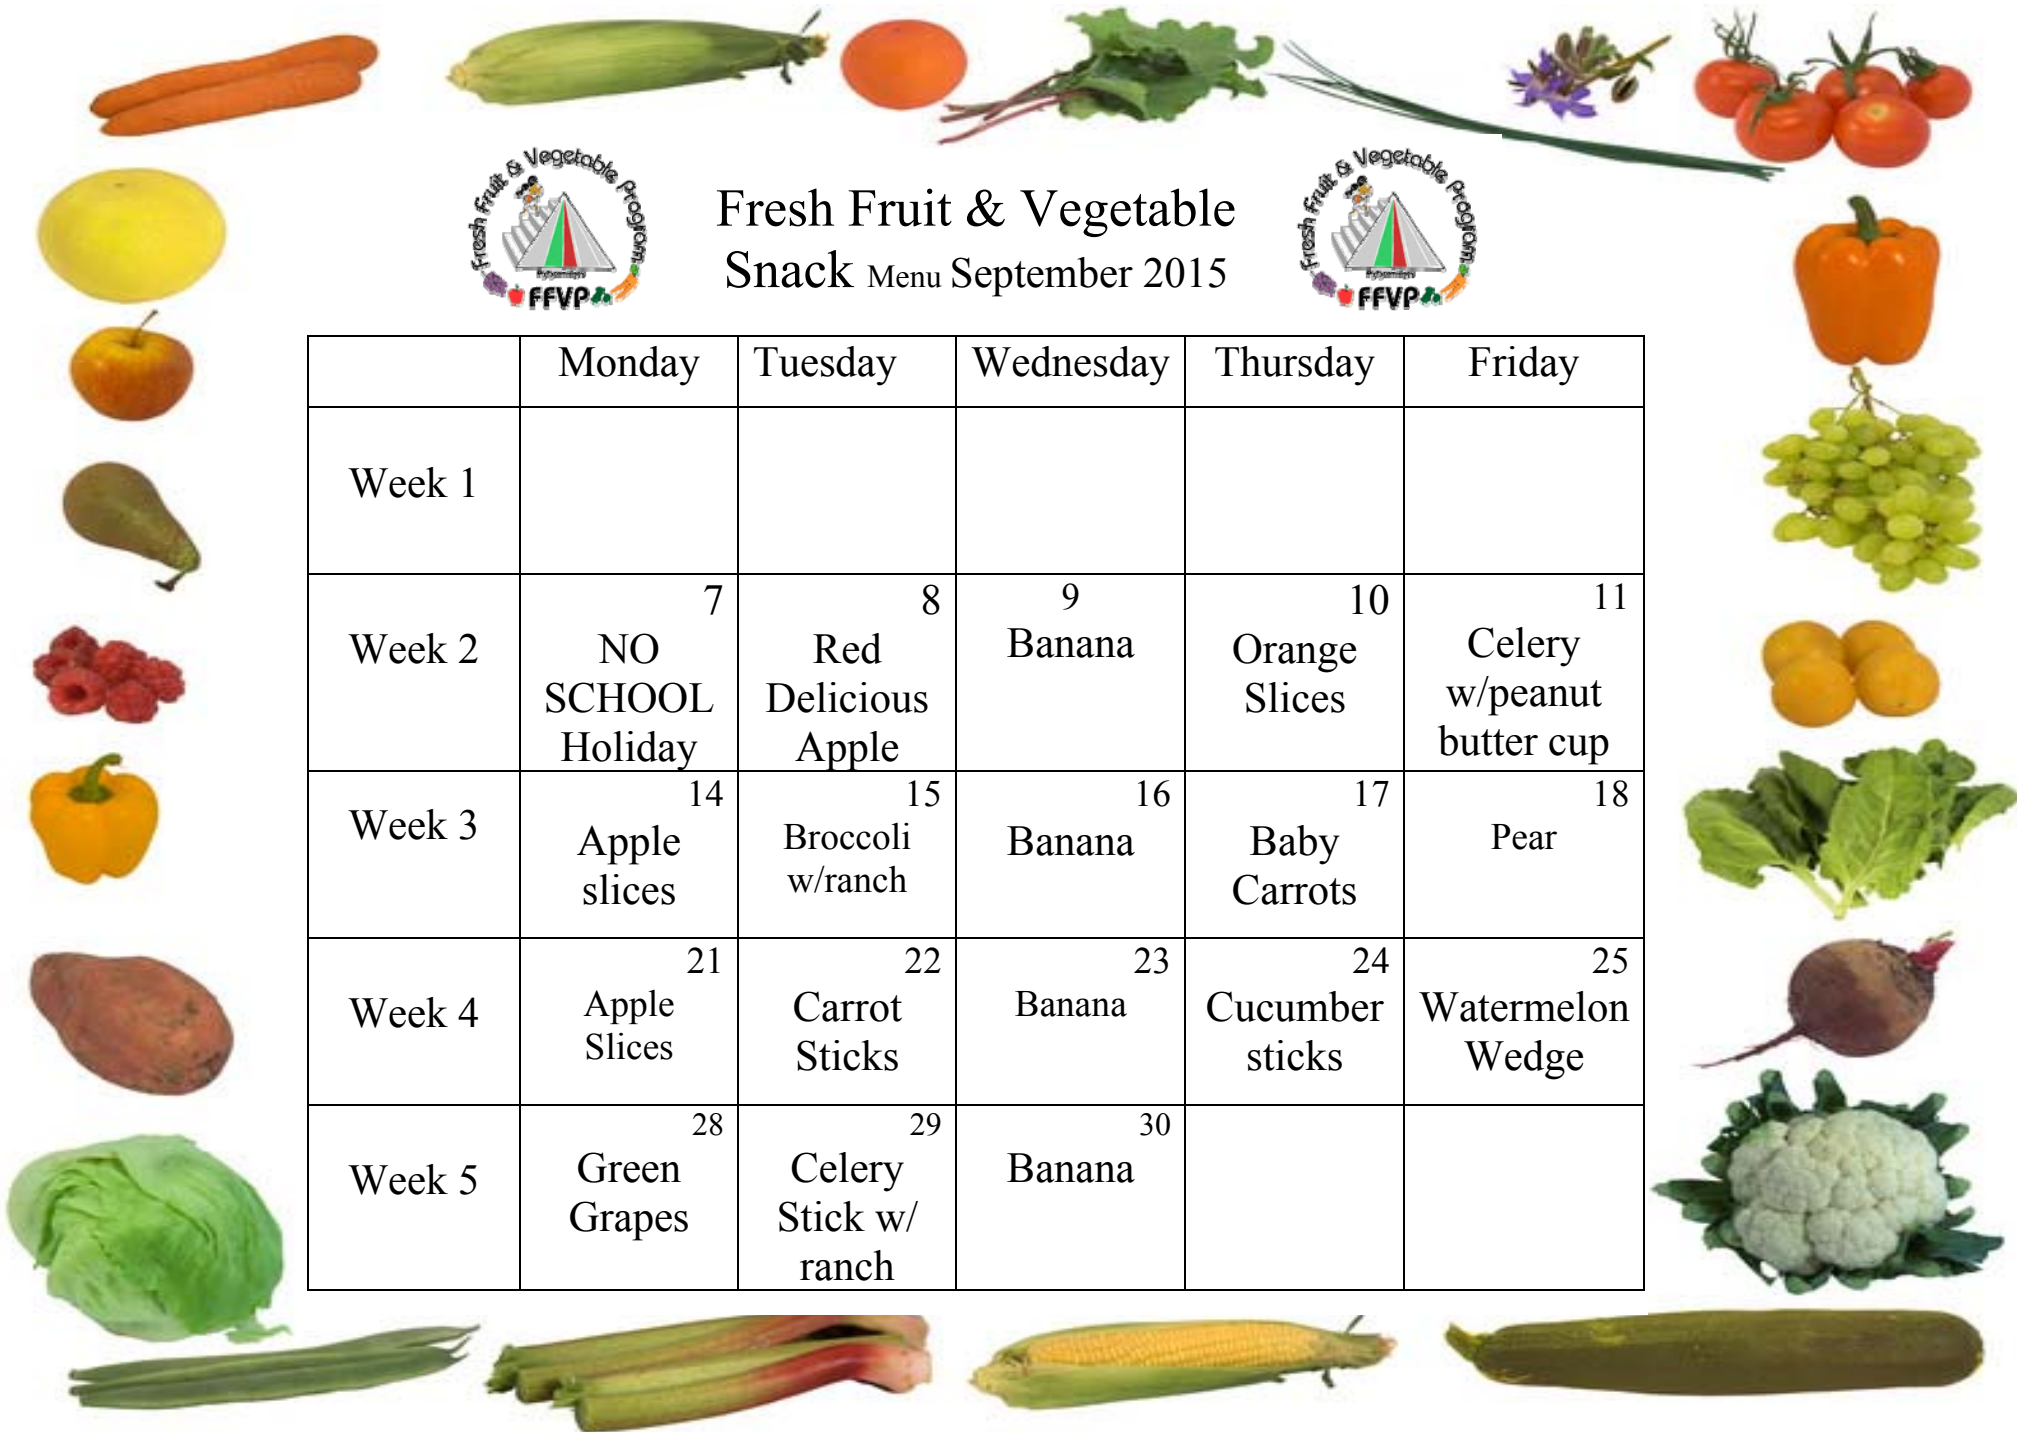 Fresh Fruit & Vegetable Program
FFVP
Fresh Fruit & Vegetable
Snack Menu September 2015
Fresh Fruit & Vegetable Program
FFVP
Monday Tuesday Wednesday Thursday Friday
Week 1
Week 2
7
NO
SCHOOL
Holiday
8
Red
Delicious
Apple
9
Banana
10
Orange
Slices
11
Celery
w/peanut
butter cup
Week 3
14
Apple
slices
15
Broccoli
w/ranch
16
Banana
17
Baby
Carrots
18
Pear
Week 4
21
Apple
Slices
22
Carrot
Sticks
23
Banana
24
Cucumber
sticks
25
Watermelon
Wedge
Week 5
28
Green
Grapes
29
Celery
Stick w/
ranch
30
Banana